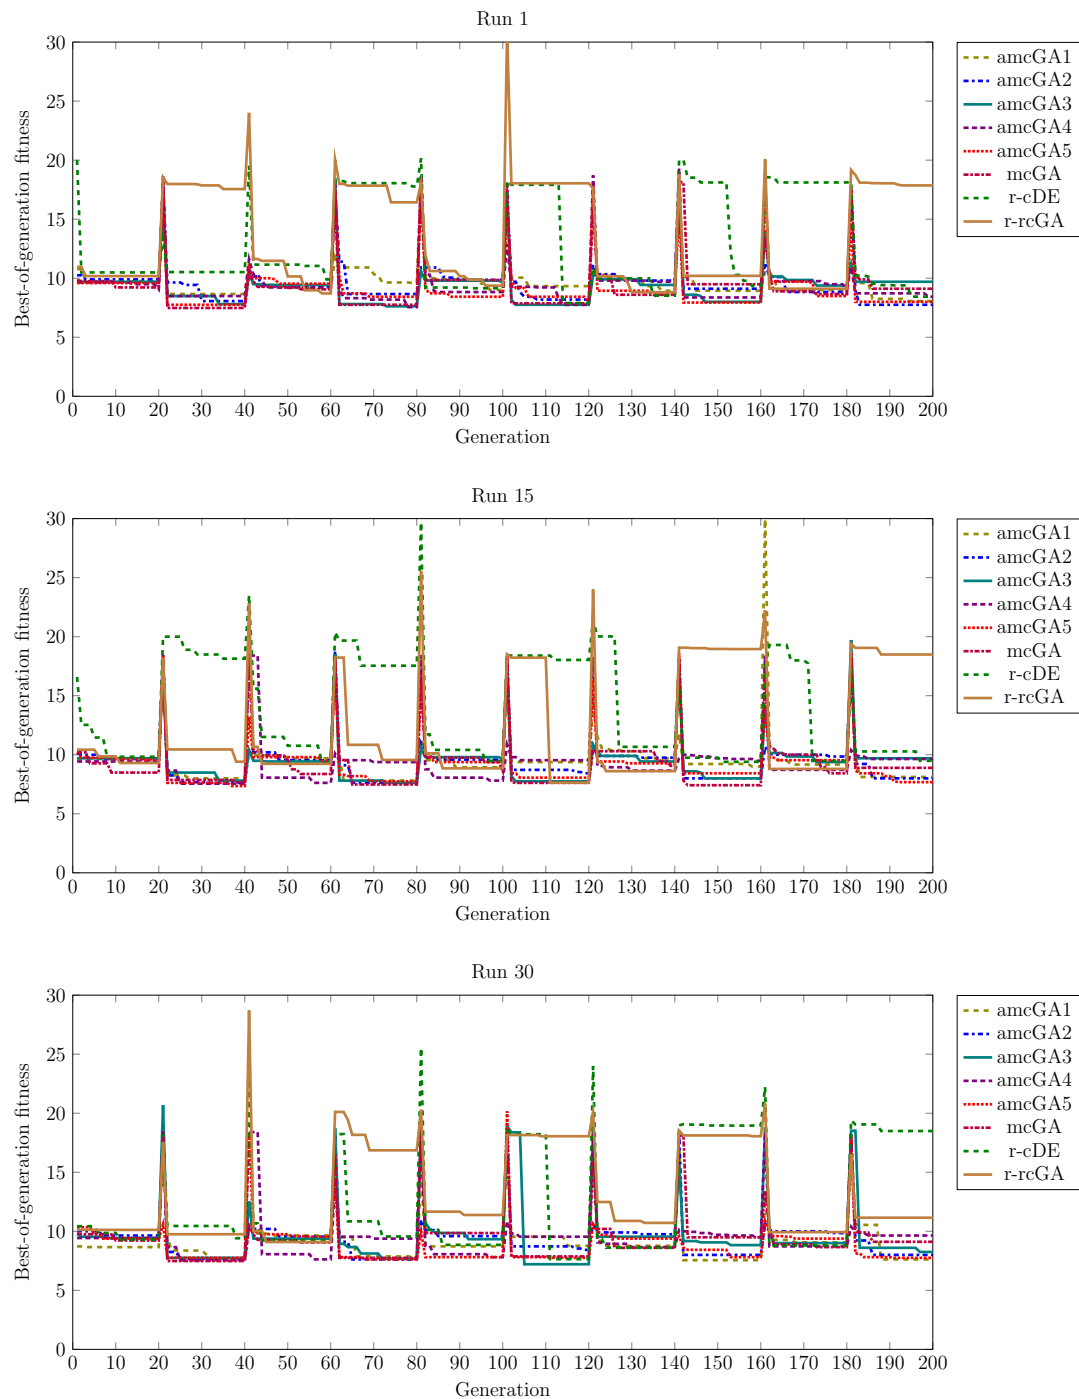 Run 1
Best-of-generation fitness
30
25
20
15
10
5
0
0 10 20 30 40 50 60 70 80 90 100 110 120 130 140 150 160 170 180 190 200
Generation
amcGA1
amcGA2
amcGA3
amcGA4
amcGA5
mcGA
r-cDE
r-rcGA
Run 15
Best-of-generation fitness
30
25
20
15
10
5
0
0 10 20 30 40 50 60 70 80 90 100 110 120 130 140 150 160 170 180 190 200
Generation
amcGA1
amcGA2
amcGA3
amcGA4
amcGA5
mcGA
r-cDE
r-rcGA
Run 30
Best-of-generation fitness
30
25
20
15
10
5
0
0 10 20 30 40 50 60 70 80 90 100 110 120 130 140 150 160 170 180 190 200
Generation
amcGA1
amcGA2
amcGA3
amcGA4
amcGA5
mcGA
r-cDE
r-rcGA